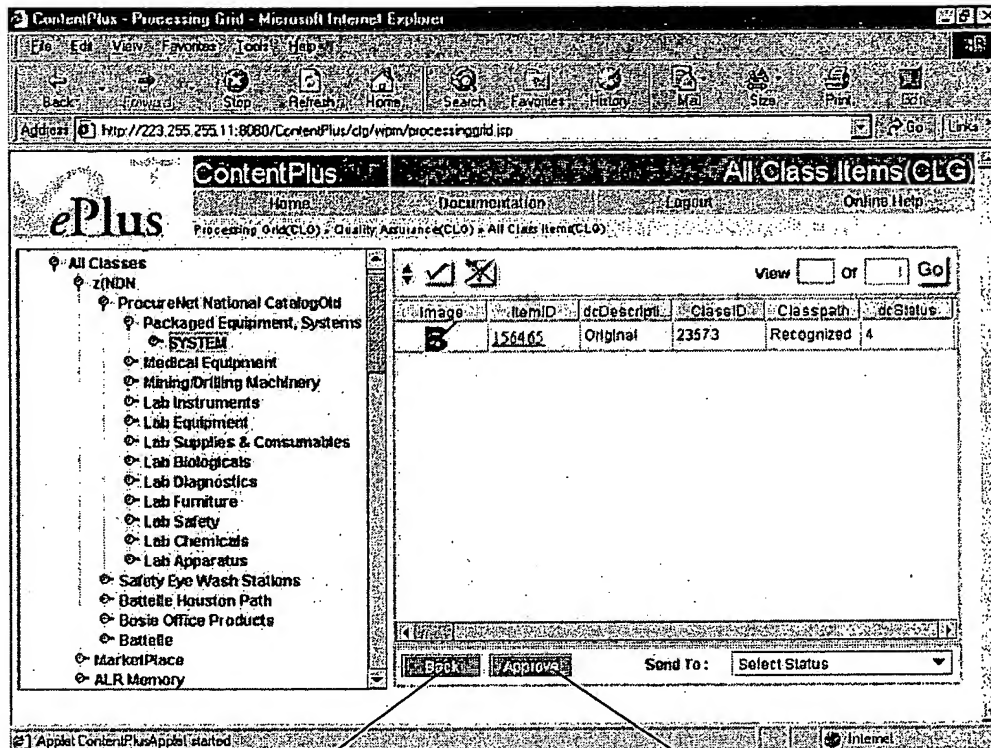 ContentPlus - Processing Grid - Microsoft Internet Explorer
File Edit View Favorites Tools Help
Back Forward Stop Refresh Home Search Favorites History Mail Size Print Edit
Address http://223.255.255.11:8080/ContentPlus/clg/wpm/processinggrid.jsp Go Links
ePlus
ContentPlus All Class Items(CLG)
Home Documentation Logout Online Help
Processing Grid(CLG) » Quality Assurance(CLG) » All Class Items(CLG)
All Classes
z(NDN
ProcureNet National CatalogOld
Packaged Equipment, Systems
SYSTEM
Medical Equipment
Mining/Drilling Machinery
Lab Instruments
Lab Equipment
Lab Supplies & Consumables
Lab Biologicals
Lab Diagnostics
Lab Furniture
Lab Safety
Lab Chemicals
Lab Apparatus
Safety Eye Wash Stations
Battelle Houston Path
Bosie Office Products
Battelle
MarketPlace
ALR Memory
View Of 1 Go
Image ItemID dcDescripti... ClassID Classpath dcStatus
156465 Original 23573 Recognized 4
Back Approve Send To : Select Status
Applet ContentPlusApplet started Internet